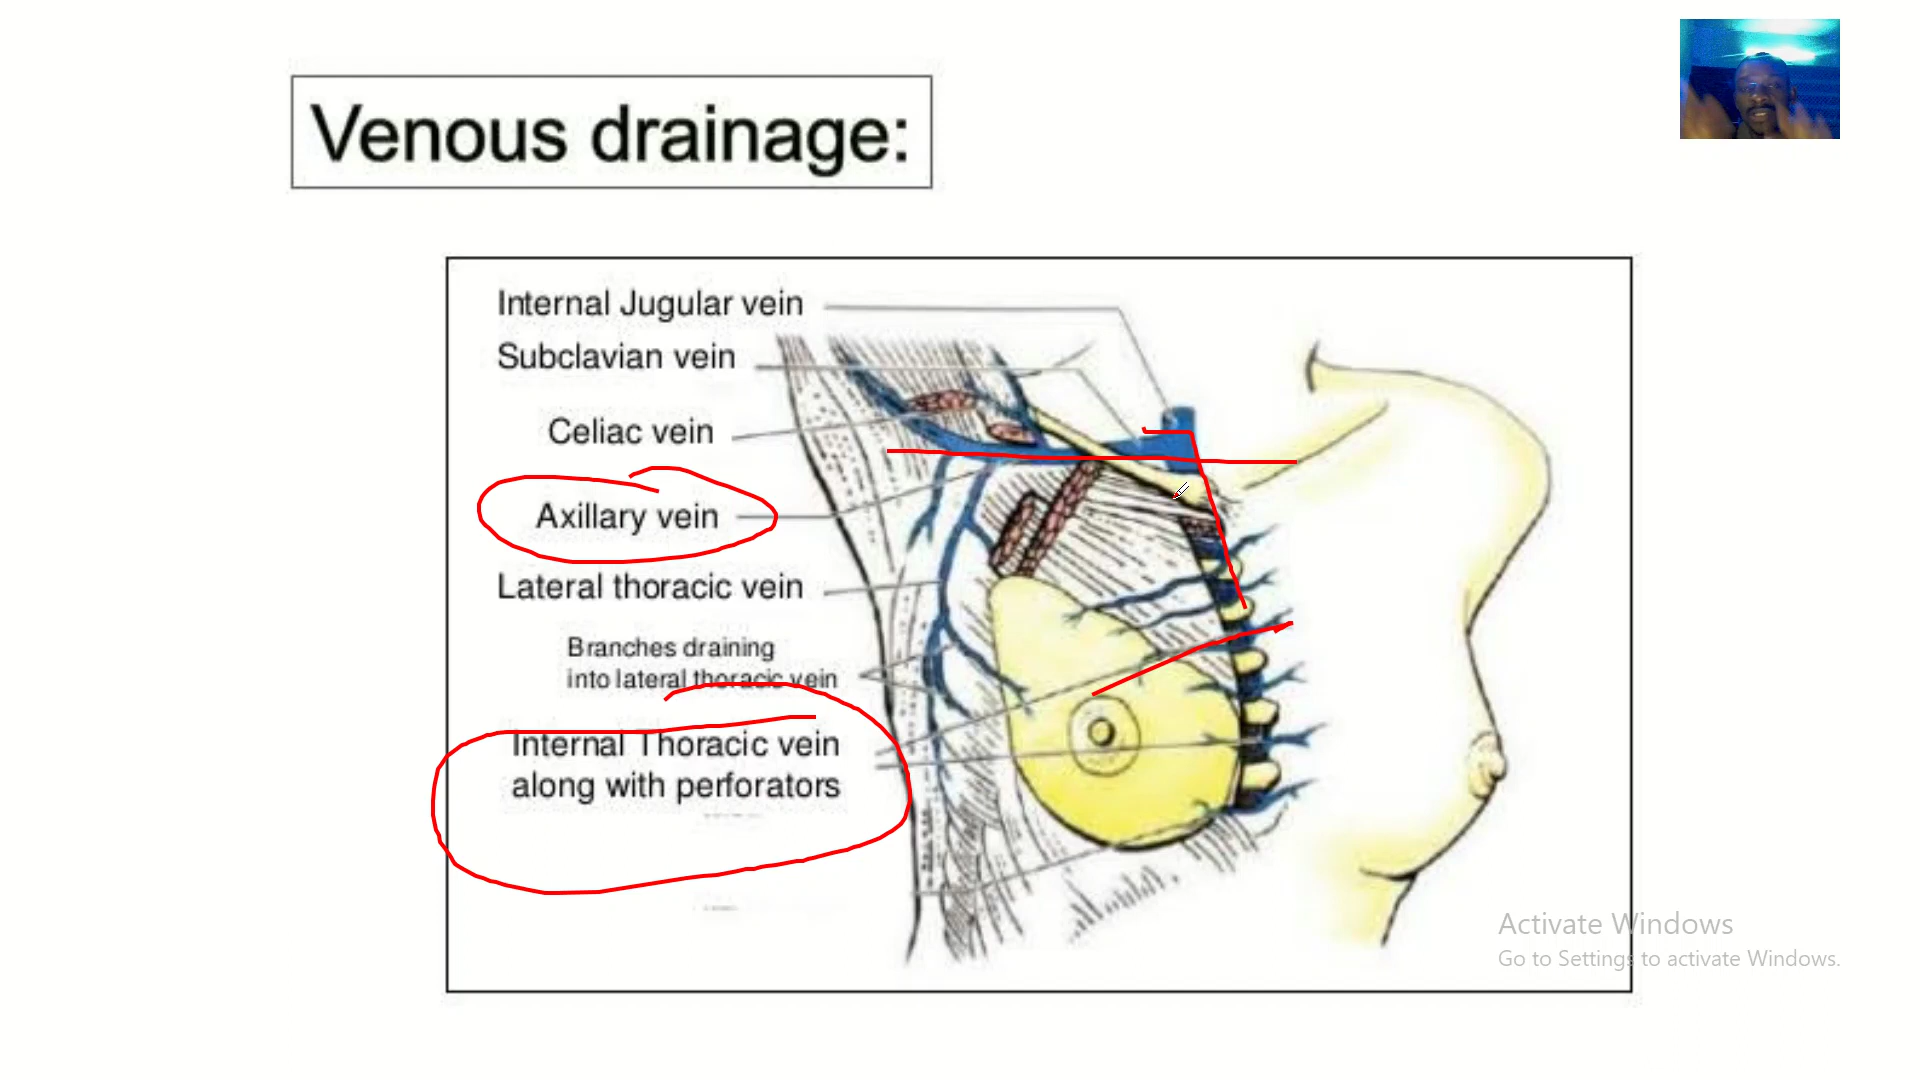 Venous drainage:
Internal Jugular vein
Subclavian vein
Celiac vein
Axillary vein
Lateral thoracic vein
Branches draining
into lateral thoracic vein
Internal Thoracic vein
along with perforators
Activate Windows
Go to Settings to activate Windows.